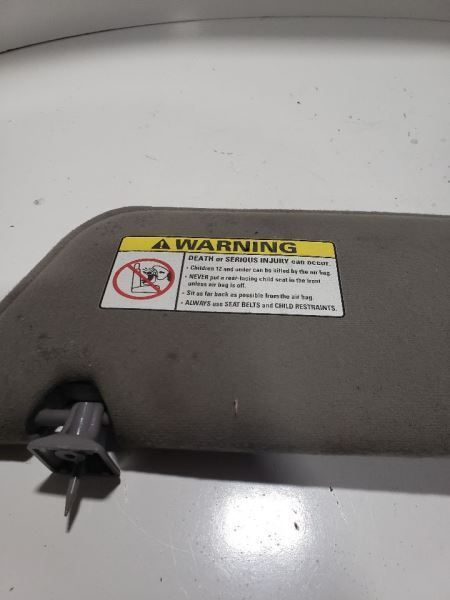 WARNING
DEATH or SERIOUS INJURY can occur.
• Children 12 and under can be killed by the air bag.
• NEVER put a rear-facing child seat in the front
unless air bag is off.
• Sit as far back as possible from the air bag.
• ALWAYS use SEAT BELTS and CHILD RESTRAINTS.